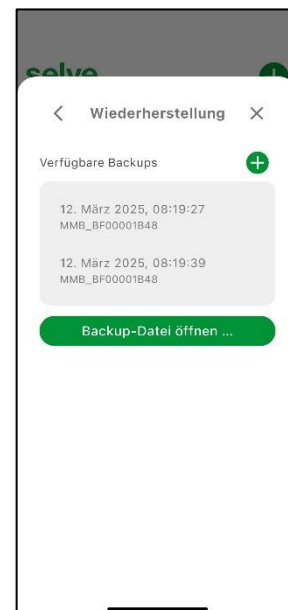 selve
Wiederherstellung
Verfügbare Backups
12. März 2025, 08:19:27
MMB_BF00001B48
12. März 2025, 08:19:39
MMB_BF00001B48
Backup-Datei öffnen ...